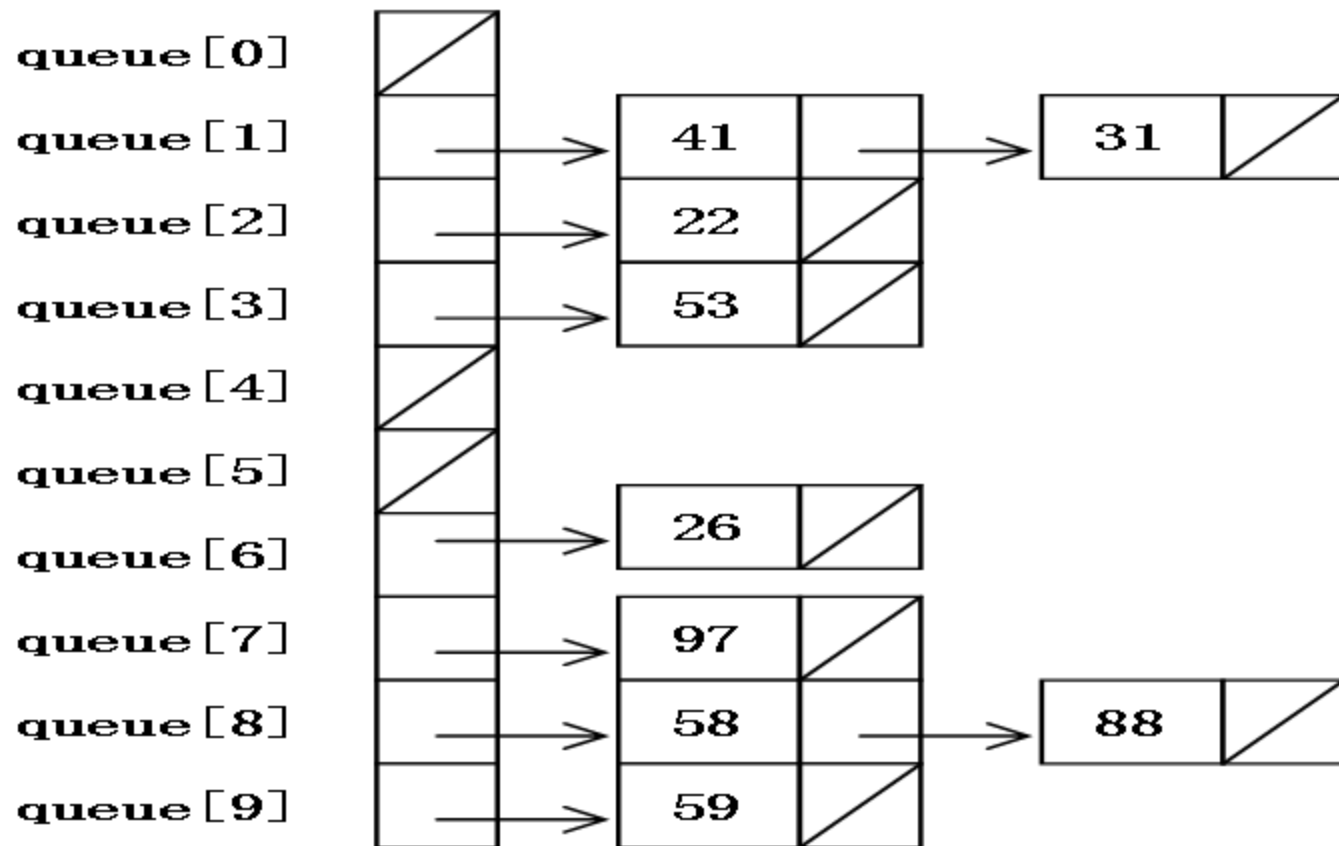 queue[0]
queue[1] 41 31
queue[2] 22
queue[3] 53
queue[4]
queue[5]
queue[6] 26
queue[7] 97
queue[8] 58 88
queue[9] 59